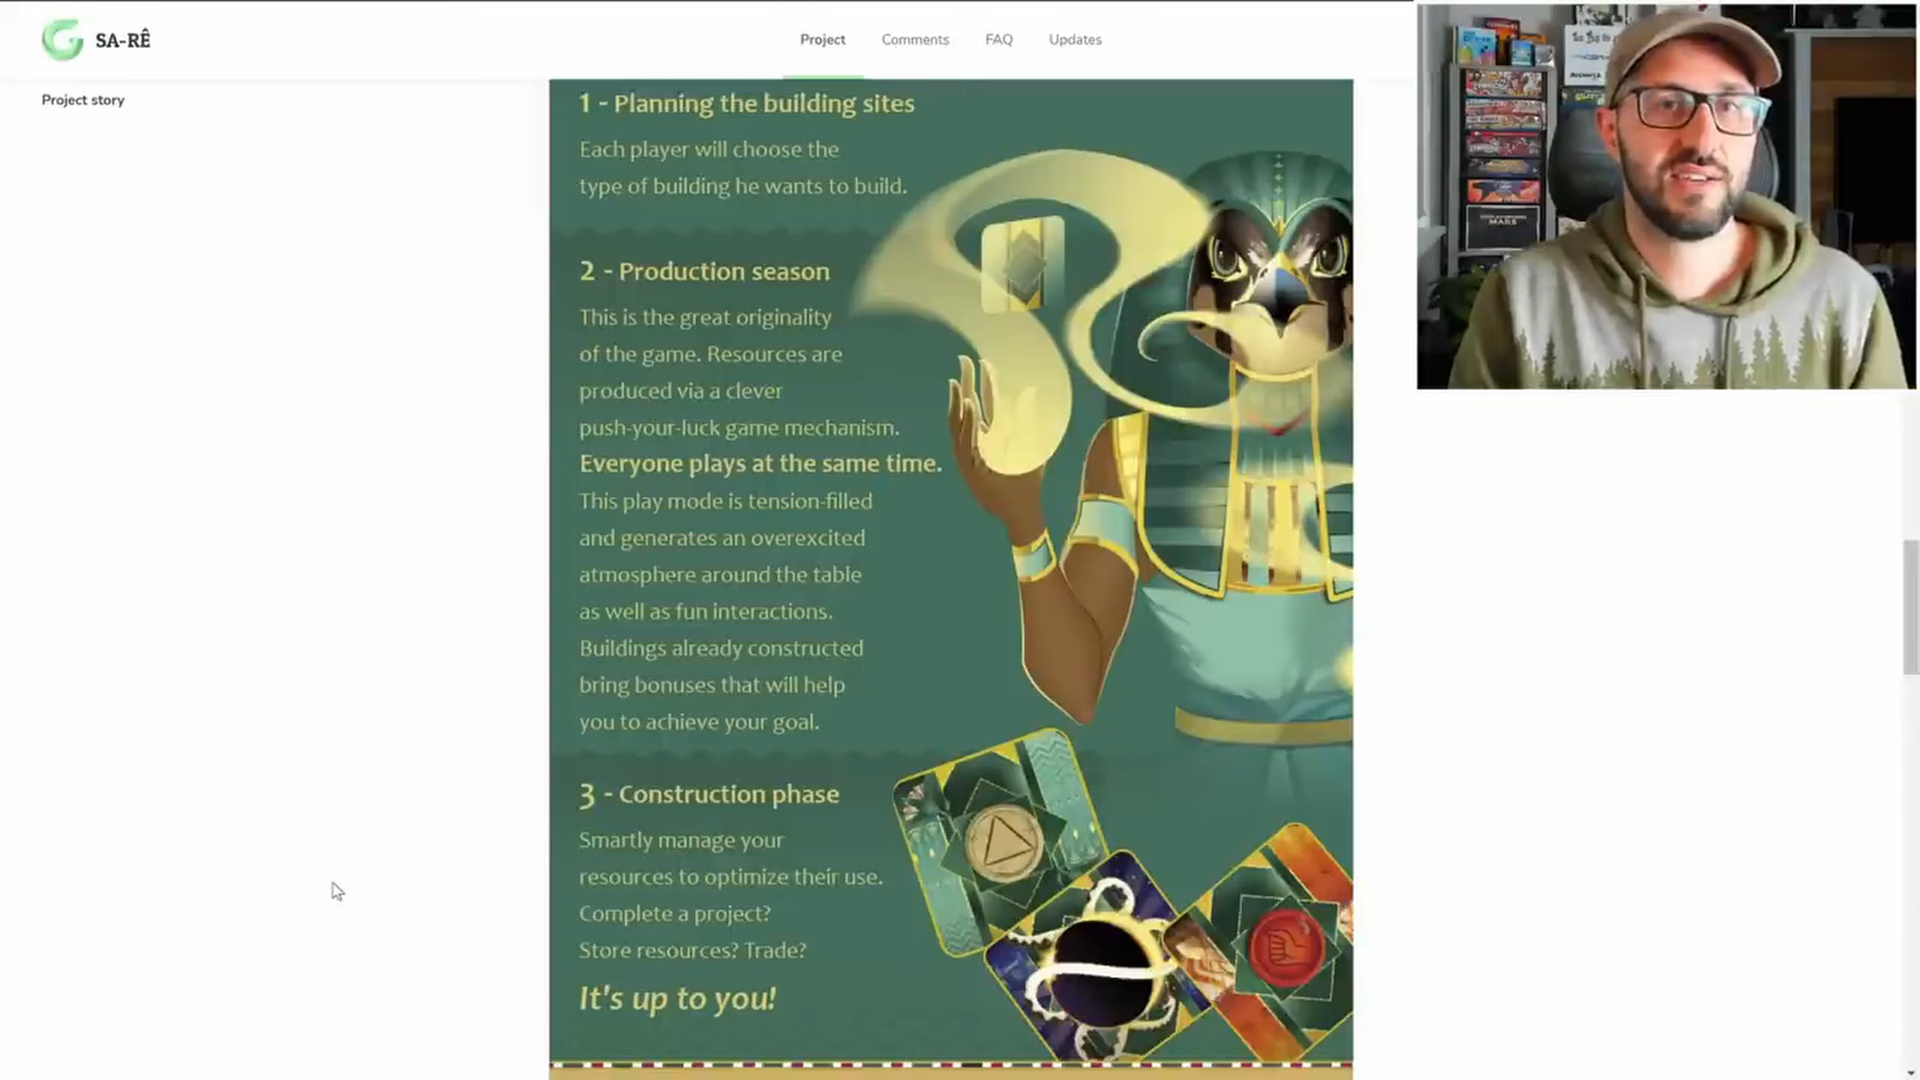 SA-RÊ
Project
Comments
FAQ
Updates
Project story
1 - Planning the building sites
Each player will choose the
type of building he wants to build.
2 - Production season
This is the great originality
of the game. Resources are
produced via a clever
push-your-luck game mechanism.
Everyone plays at the same time.
This play mode is tension-filled
and generates an overexcited
atmosphere around the table
as well as fun interactions.
Buildings already constructed
bring bonuses that will help
you to achieve your goal.
3 - Construction phase
Smartly manage your
resources to optimize their use.
Complete a project?
Store resources? Trade?
It's up to you!
MARS